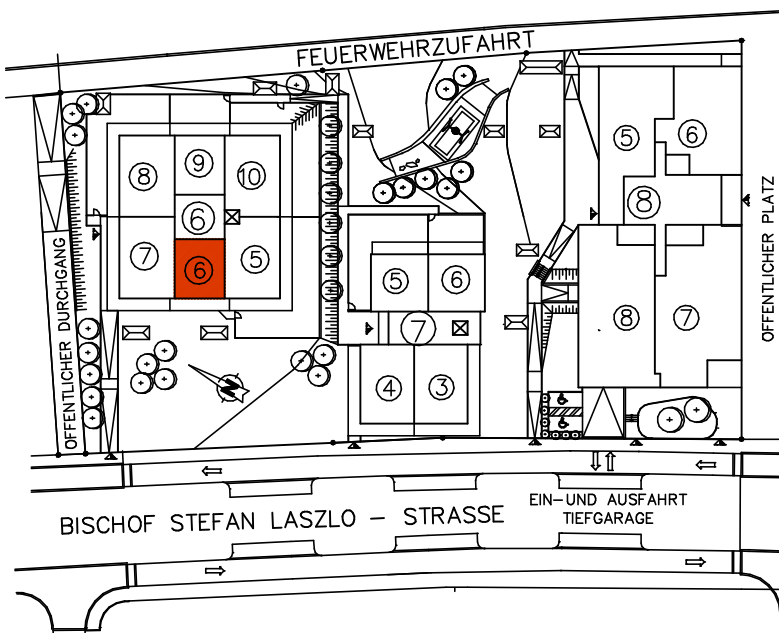 FEUERWEHRZUFAHRT
8
9
10
6
7
6
5
5
6
7
4
3
5
6
8
8
7
N
OFFENTLICHER DURCHGANG
OFFENTLICHER PLATZ
EIN-UND AUSFAHRT
TIEFGARAGE
BISCHOF STEFAN LASZLO - STRASSE